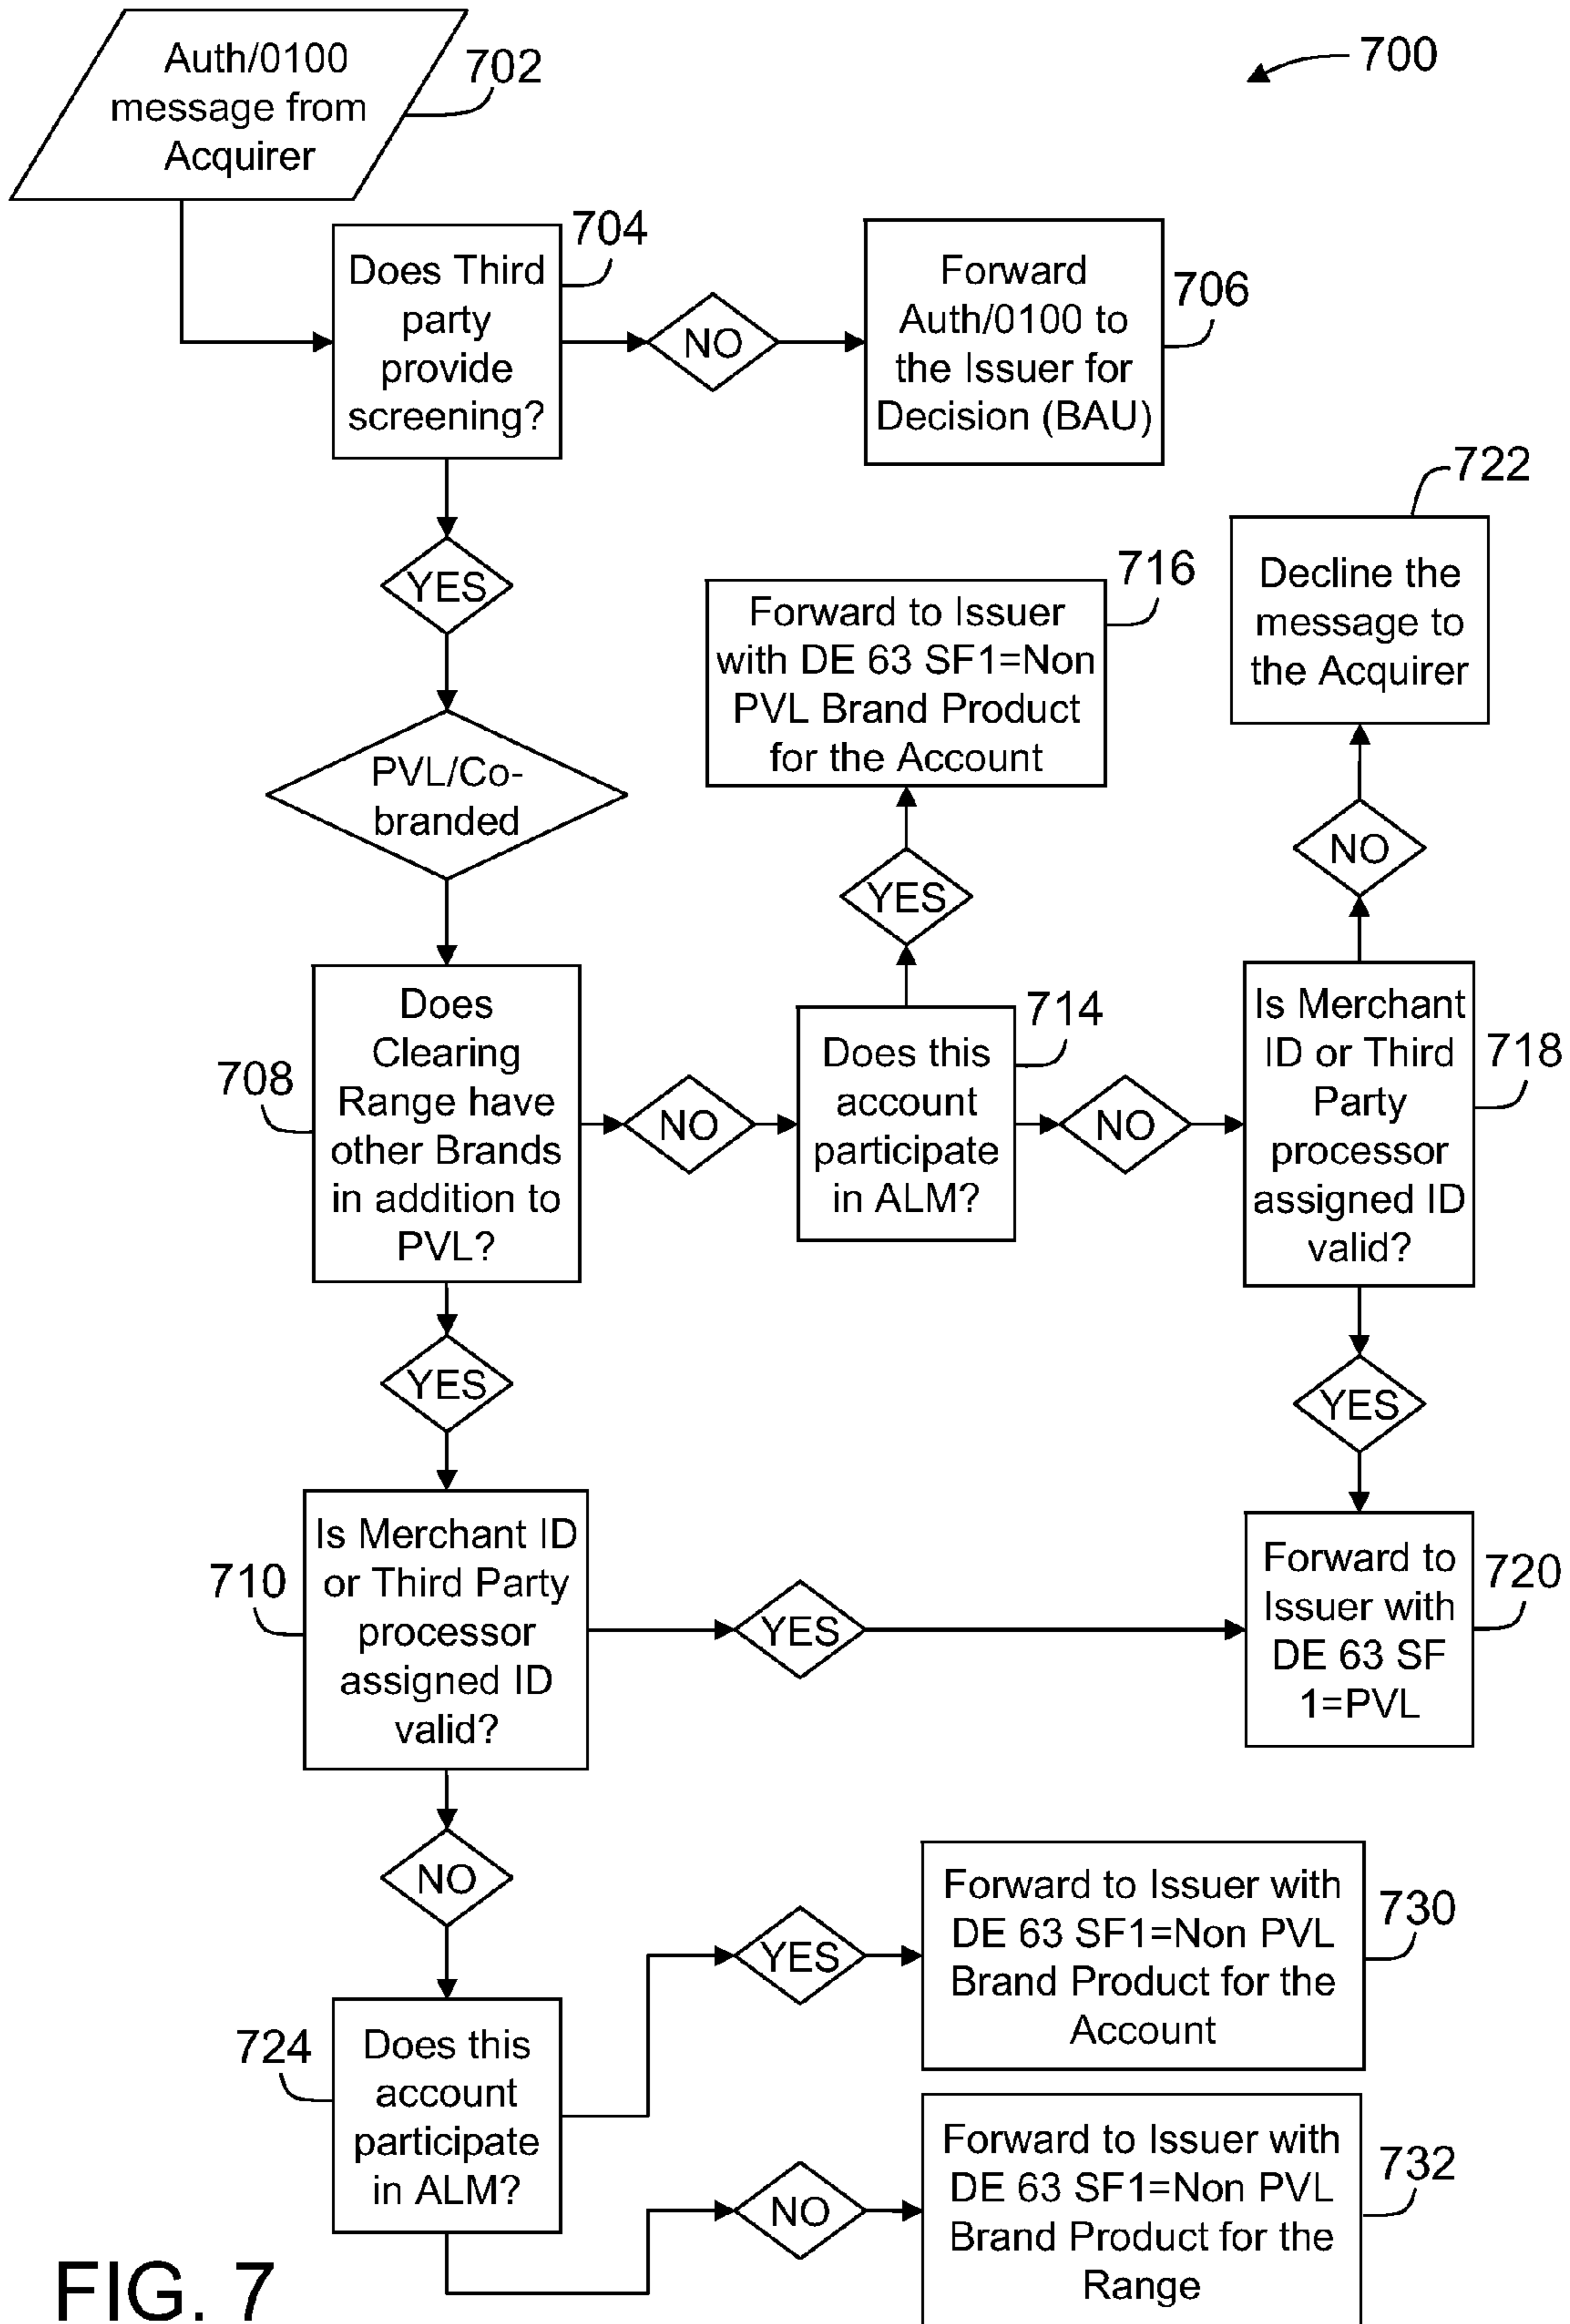 Auth/0100
message from
Acquirer
702
700
Does Third
party
provide
screening?
704
NO
Forward
Auth/0100 to
the Issuer for
Decision (BAU)
706
YES
PVL/Co-
branded
Forward to Issuer
with DE 63 SF1=Non
PVL Brand Product
for the Account
716
YES
Decline the
message to
the Acquirer
722
NO
708
Does
Clearing
Range have
other Brands
in addition to
PVL?
NO
Does this
account
participate
in ALM?
714
NO
Is Merchant
ID or Third
Party
processor
assigned ID
valid?
718
YES
YES
710
Is Merchant ID
or Third Party
processor
assigned ID
valid?
YES
Forward to
Issuer with
DE 63 SF
1=PVL
720
NO
724
Does this
account
participate
in ALM?
YES
Forward to Issuer with
DE 63 SF1=Non PVL
Brand Product for the
Account
730
NO
Forward to Issuer with
DE 63 SF1=Non PVL
Brand Product for the
Range
732
FIG. 7